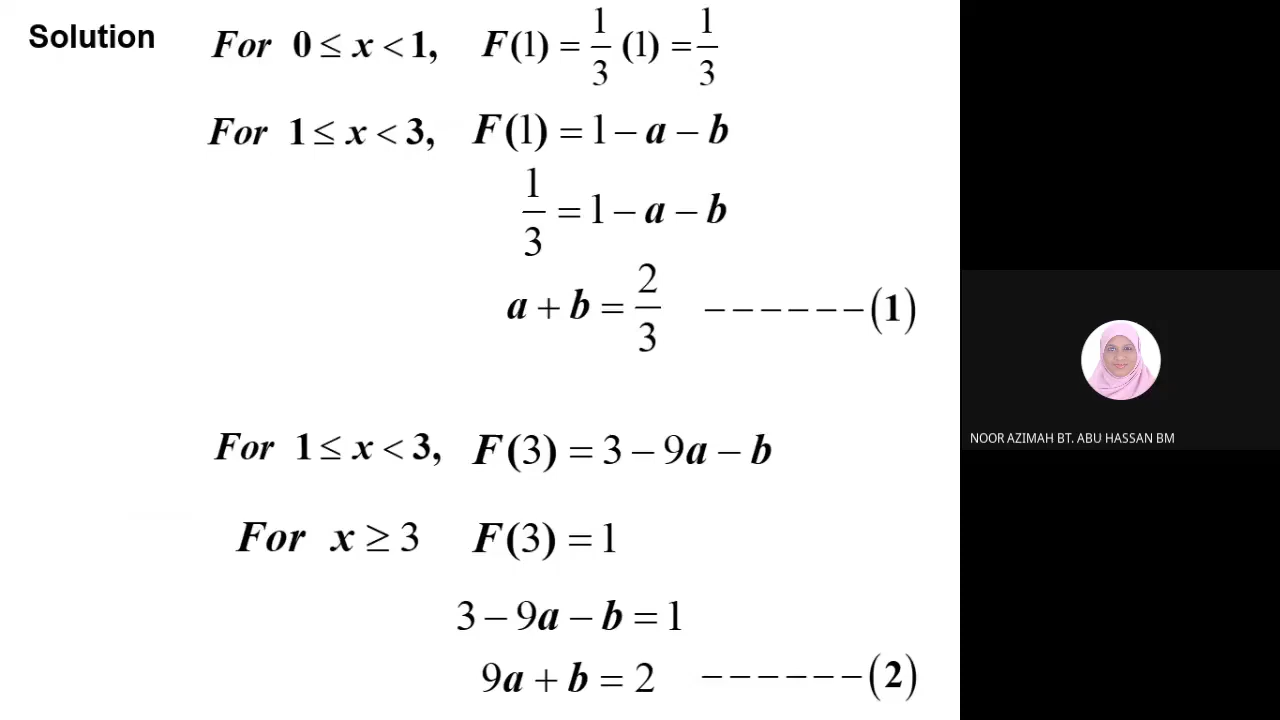 Solution For 0 ≤ x < 1, F(1) = 1/3 (1) = 1/3
For 1 ≤ x < 3, F(1) = 1 − a − b
1/3 = 1 − a − b
a + b = 2/3 − − − − − − (1)
For 1 ≤ x < 3, F(3) = 3 − 9a − b
For x ≥ 3 F(3) = 1
3 − 9a − b = 1
9a + b = 2 − − − − − − (2)
NOOR AZIMAH BT. ABU HASSAN BM